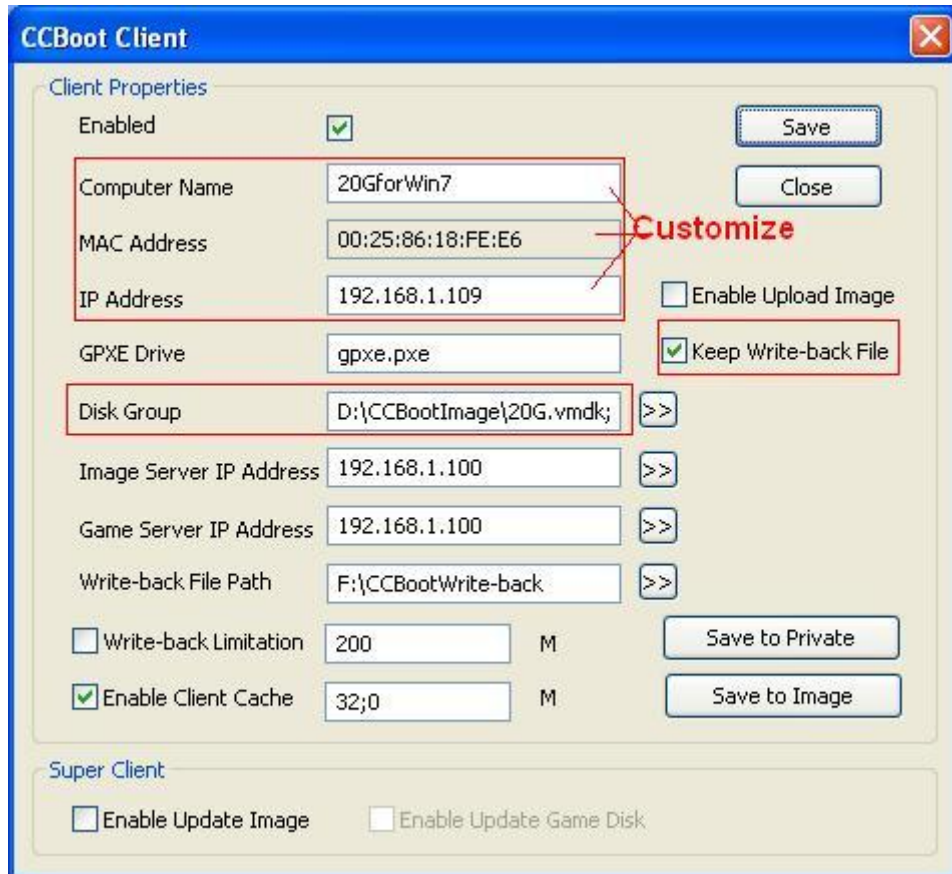 CCBoot Client
Client Properties
Enabled
Save
Computer Name 20GforWin7
Close
MAC Address 00:25:86:18:FE:E6
Customize
IP Address 192.168.1.109
Enable Upload Image
GPXE Drive gpxe.pxe
Keep Write-back File
Disk Group D:\CCBootImage\20G.vmdk; >>
Image Server IP Address 192.168.1.100 >>
Game Server IP Address 192.168.1.100 >>
Write-back File Path F:\CCBootWrite-back >>
Write-back Limitation 200 M
Save to Private
Enable Client Cache 32;0 M
Save to Image
Super Client
Enable Update Image
Enable Update Game Disk